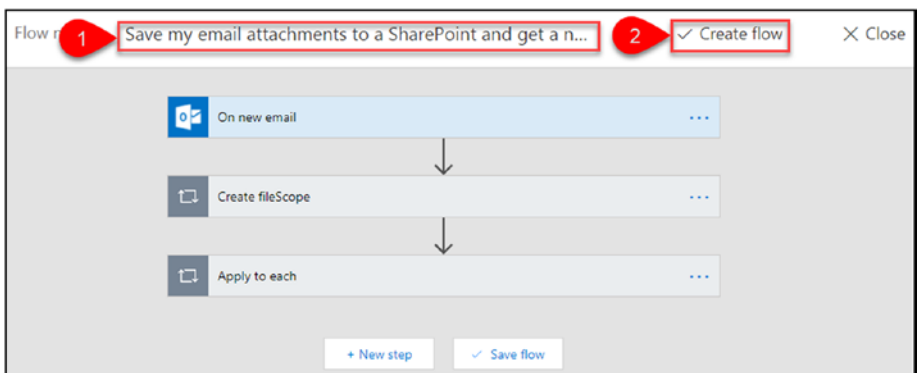 Flow n 1 Save my email attachments to a SharePoint and get a n... 2 Create flow Close
On new email
Create fileScope
Apply to each
+ New step Save flow